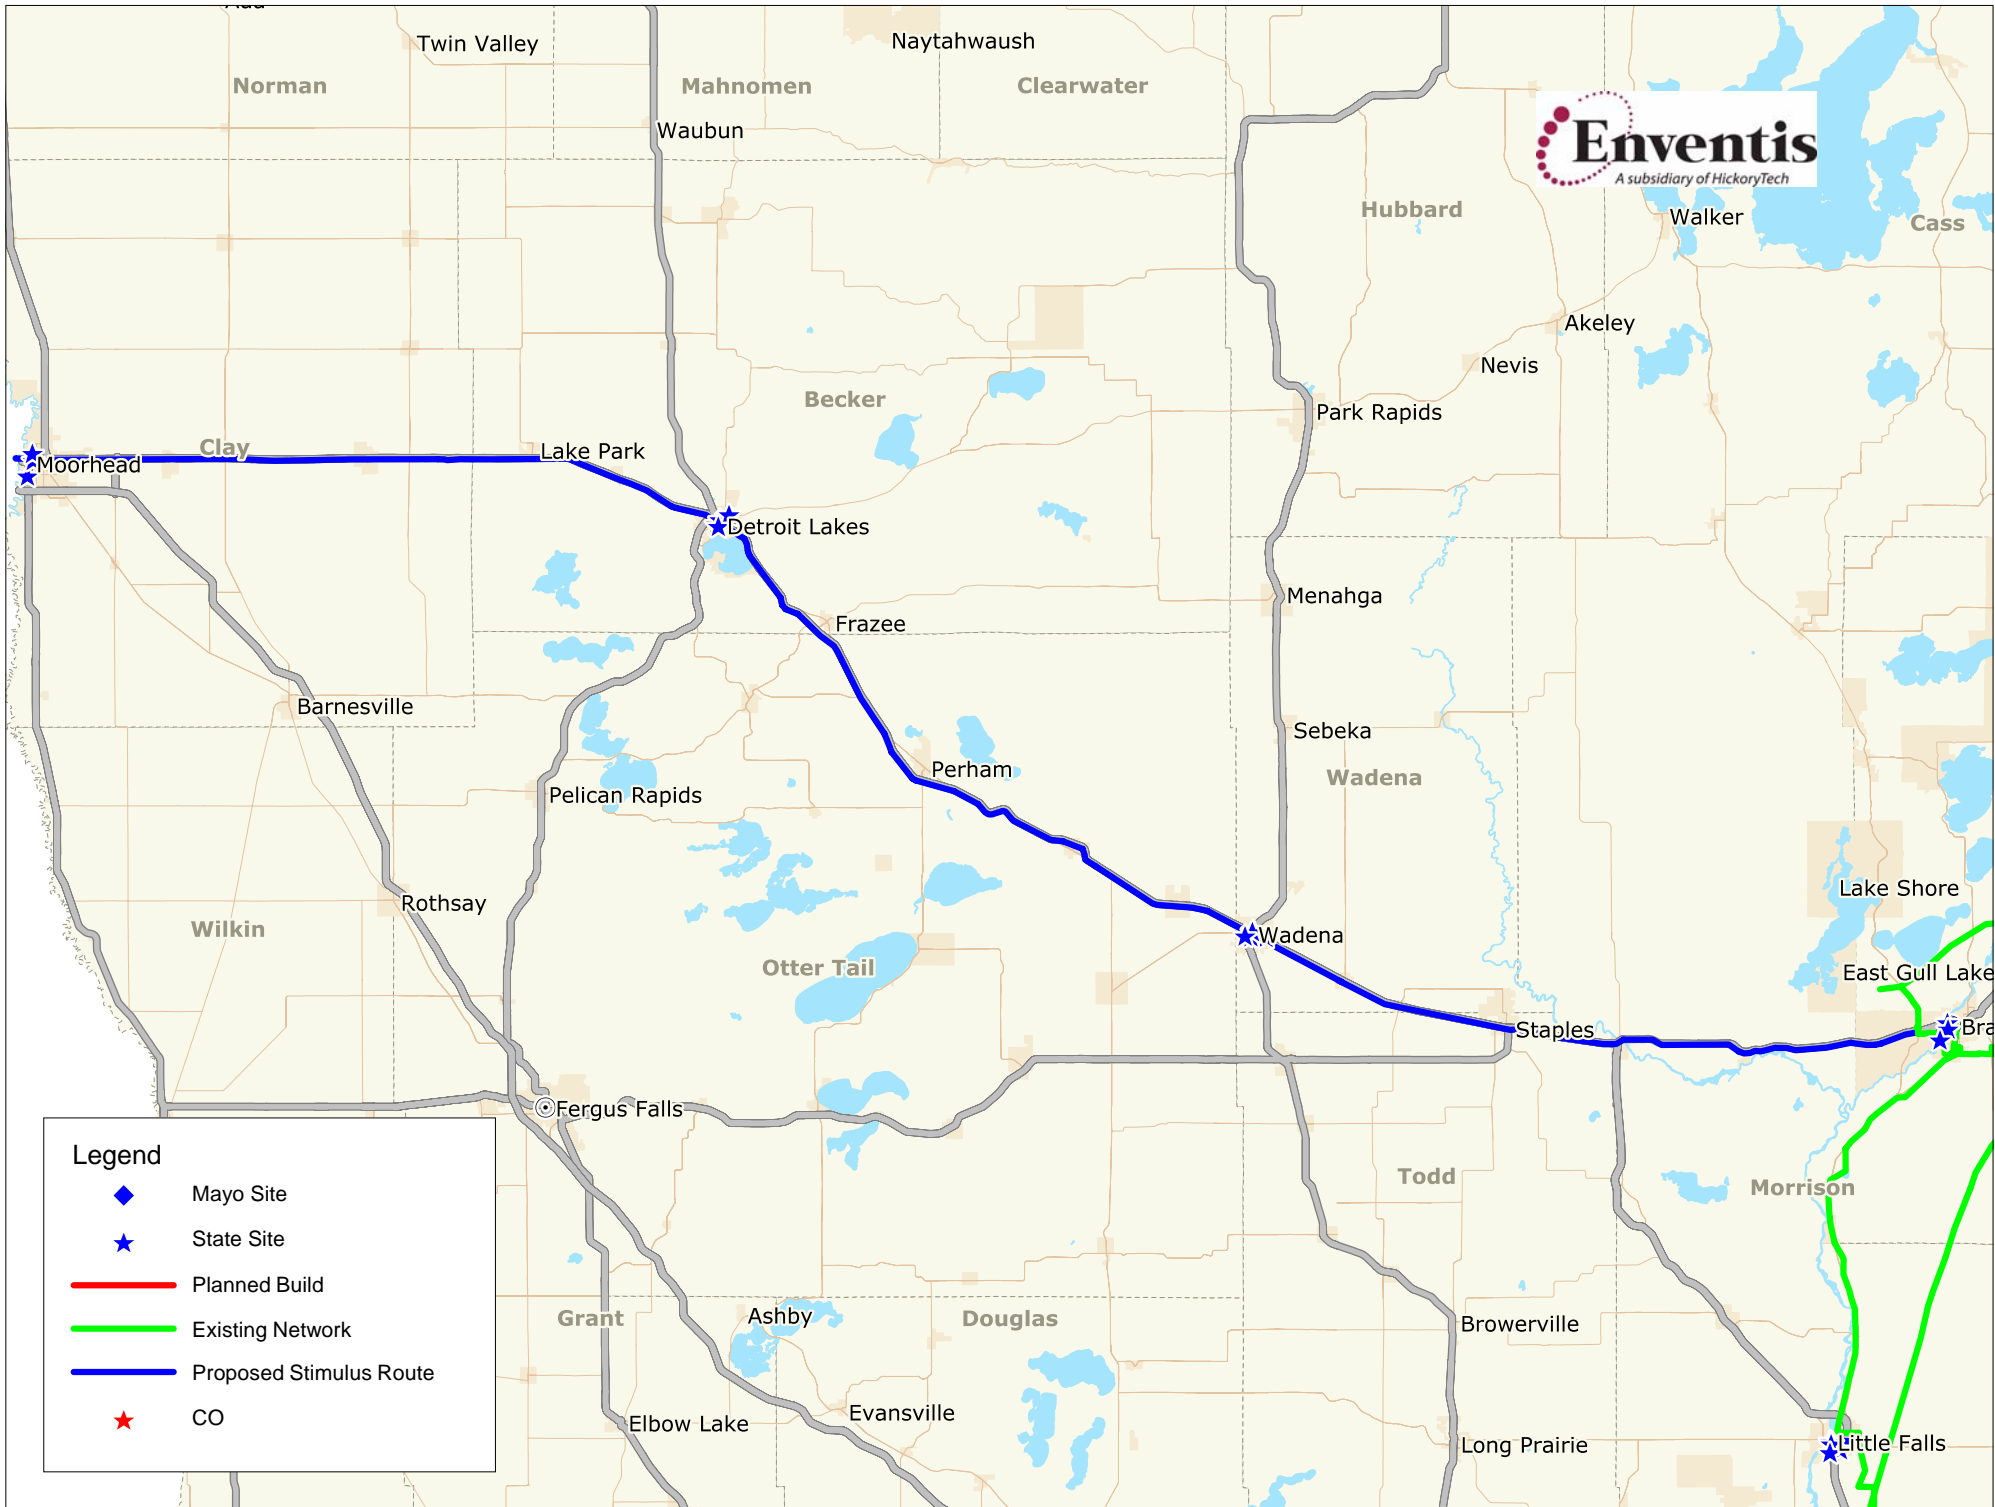 Ada
Twin Valley
Naytahwaush
Norman
Mahnomen
Clearwater
Waubun
Enventis
A subsidiary of HickoryTech
Hubbard
Walker
Cass
Akeley
Nevis
Becker
Park Rapids
Clay
Lake Park
Moorhead
Detroit Lakes
Menahga
Frazee
Barnesville
Sebeka
Perham
Wadena
Pelican Rapids
Lake Shore
Rothsay
Wilkin
Wadena
Otter Tail
East Gull Lake
Staples
Bra
Fergus Falls
Legend
Mayo Site
State Site
Planned Build
Existing Network
Proposed Stimulus Route
CO
Todd
Morrison
Grant
Ashby
Douglas
Browerville
Elbow Lake
Evansville
Long Prairie
Little Falls